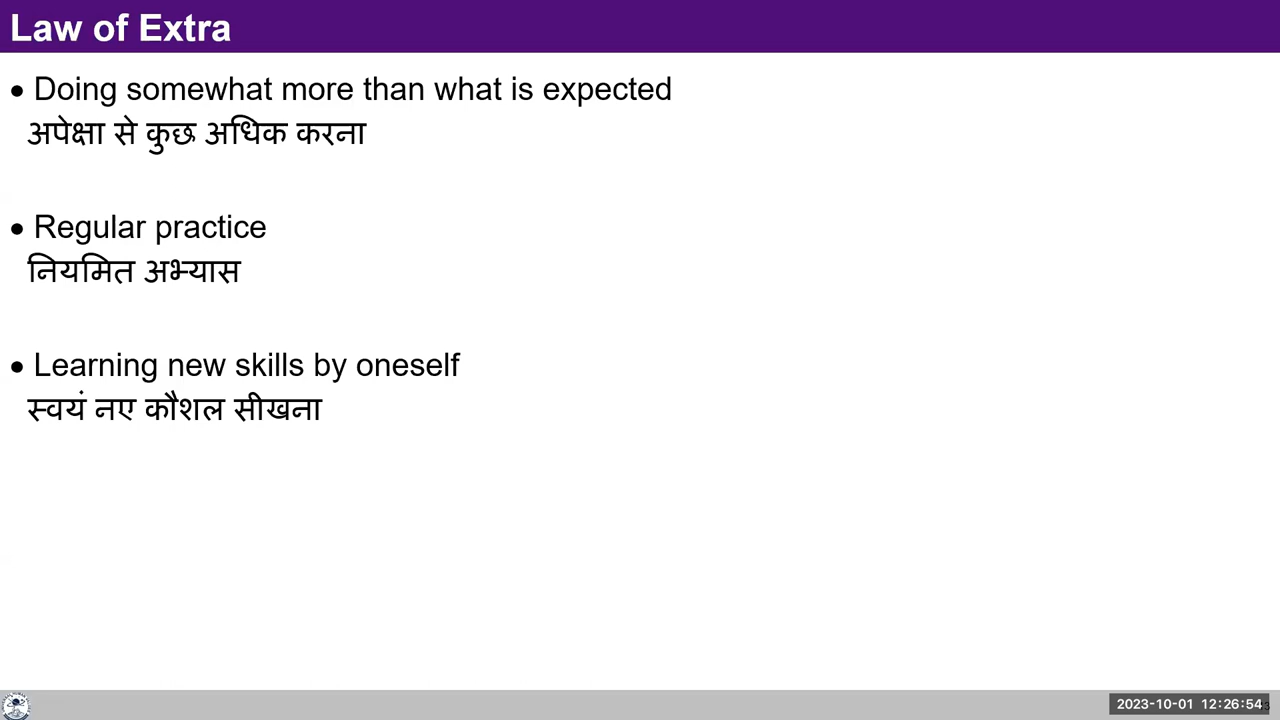 Law of Extra
• Doing somewhat more than what is expected
अपेक्षा से कुछ अधिक करना
• Regular practice
नियमित अभ्यास
• Learning new skills by oneself
स्वयं नए कौशल सीखना
2023-10-01 12:26:54